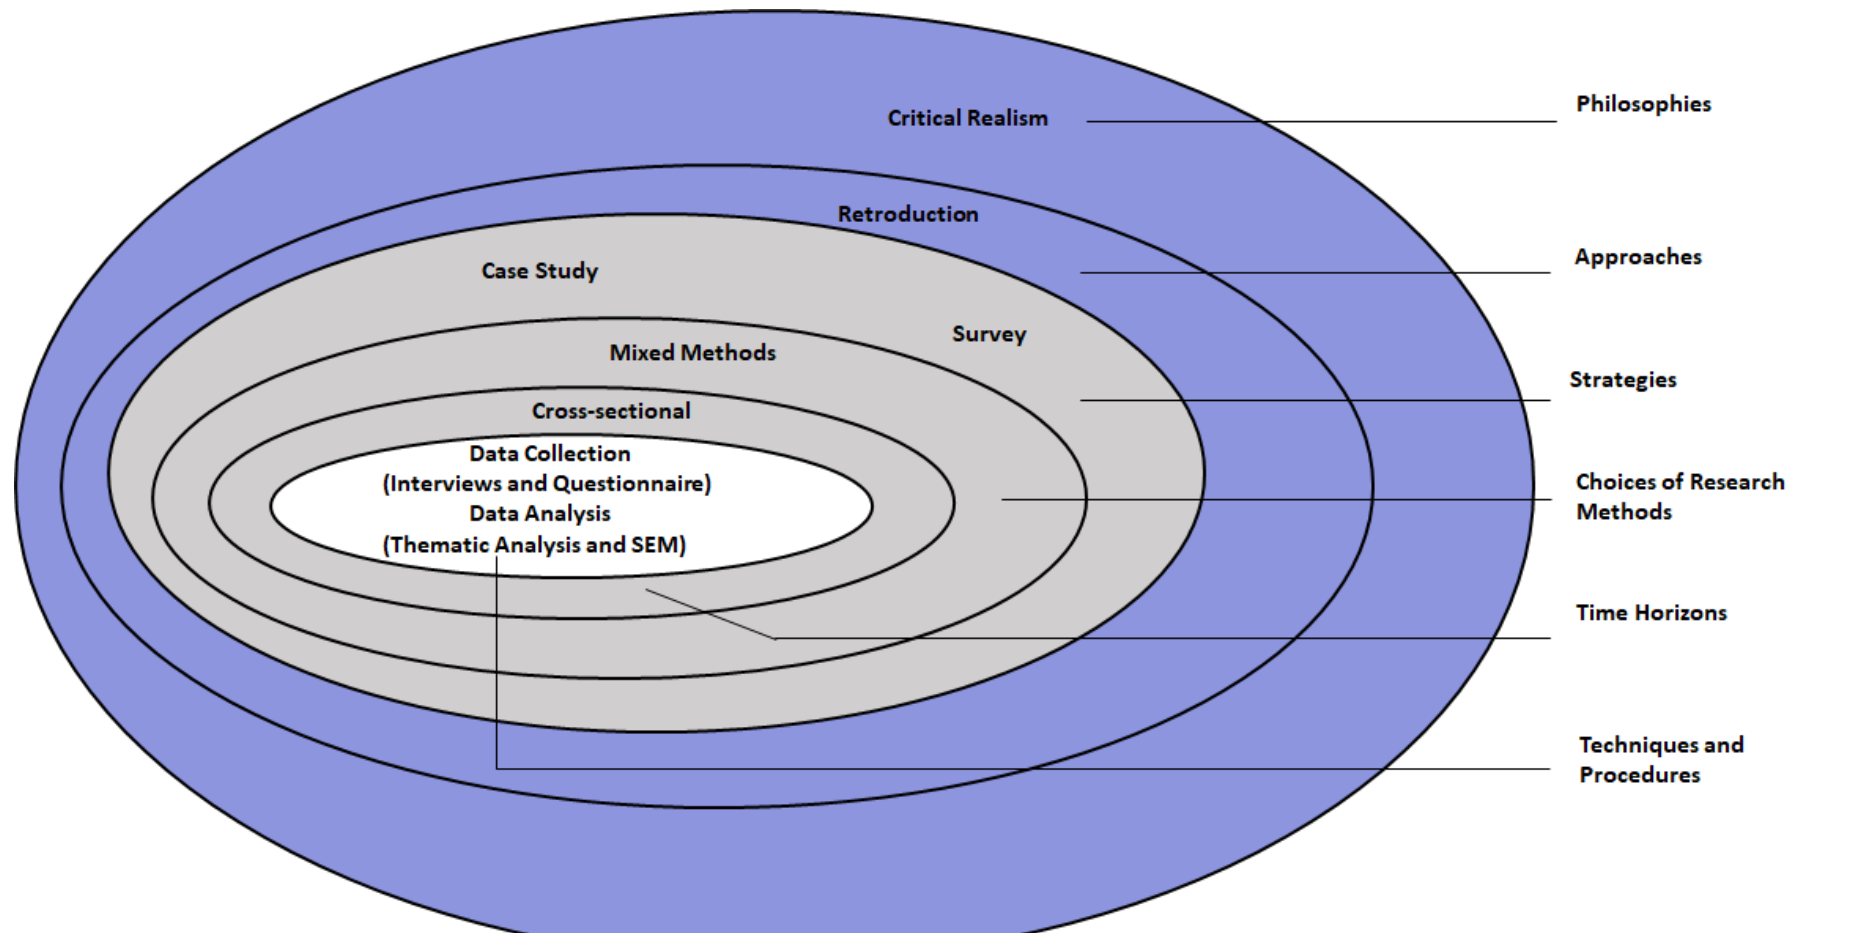 Philosophies
Critical Realism
Retroduction
Approaches
Case Study
Survey
Mixed Methods
Strategies
Cross-sectional
Data Collection
(Interviews and Questionnaire)
Data Analysis
(Thematic Analysis and SEM)
Choices of Research
Methods
Time Horizons
Techniques and
Procedures